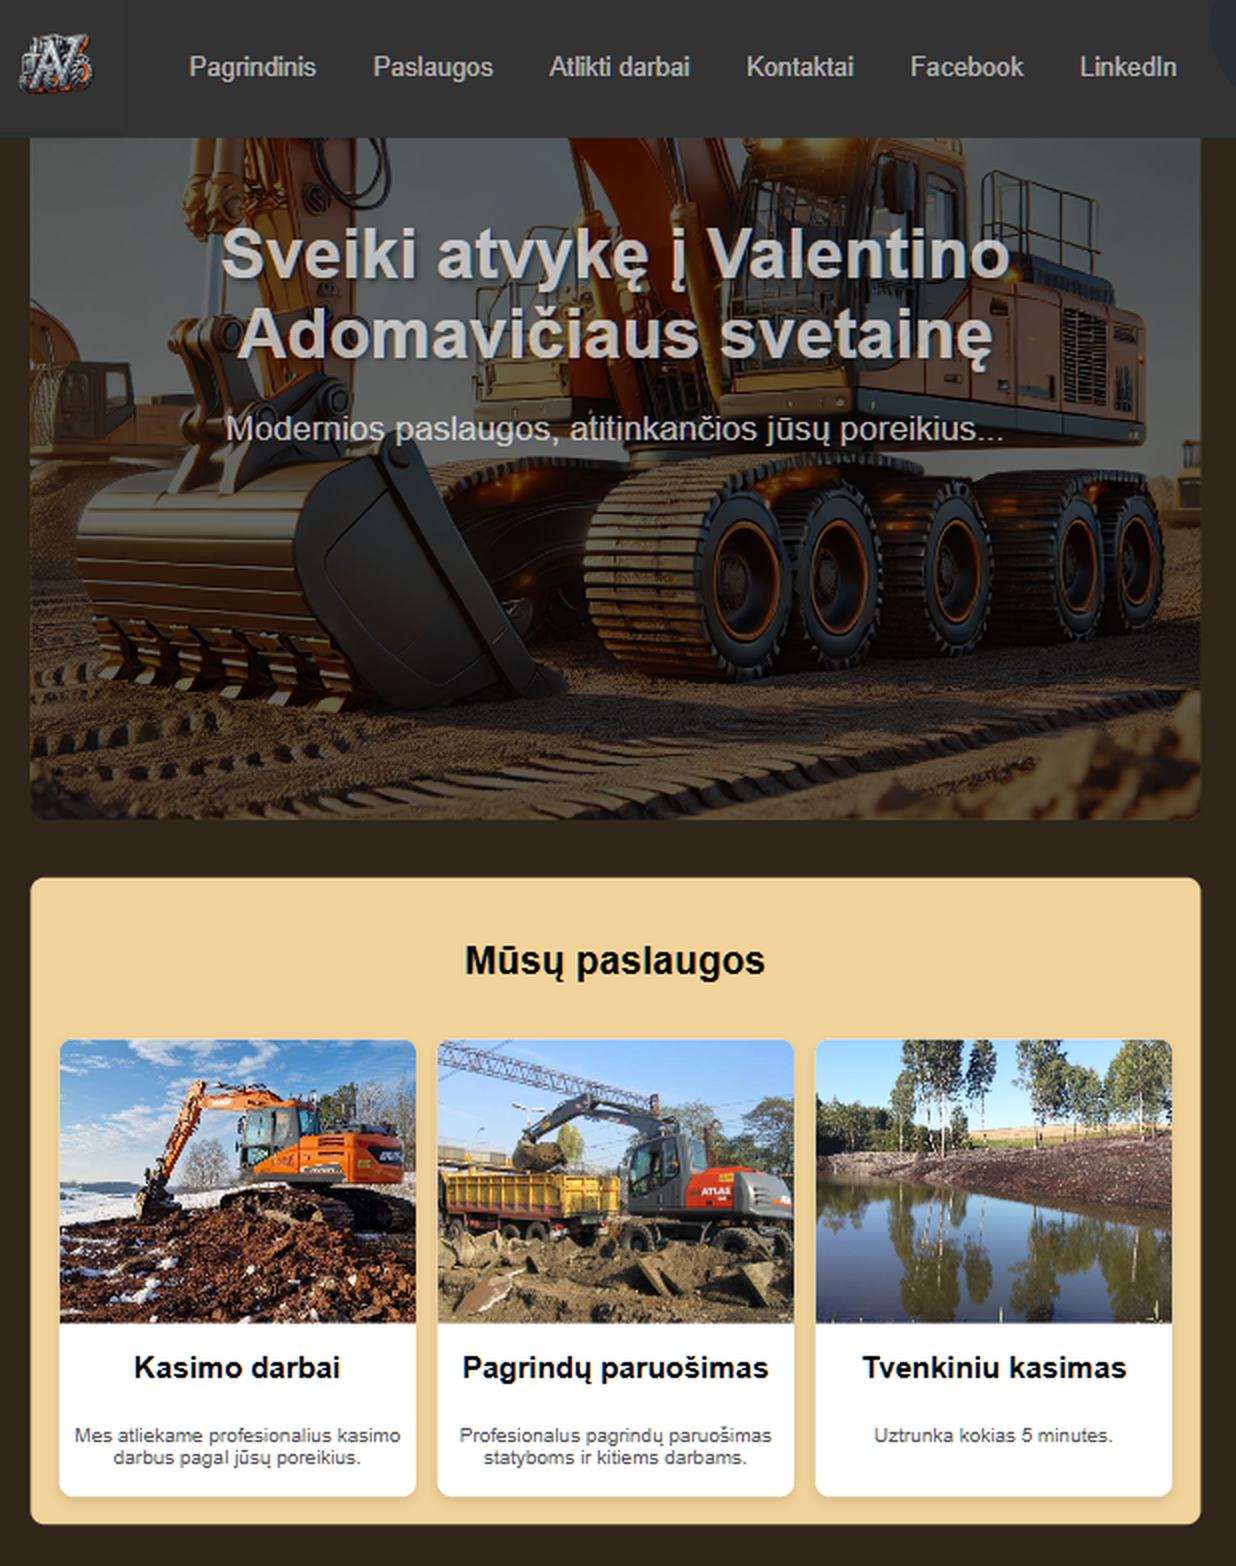 Pagrindinis Paslaugos Atlikti darbai Kontaktai Facebook LinkedIn
Sveiki atvykę į Valentino
Adomavičiaus svetainę
Modernios paslaugos, atitinkančios jūsų poreikius...
Mūsų paslaugos
ATLAS
Kasimo darbai
Mes atliekame profesionalius kasimo
darbus pagal jūsų poreikius.
Pagrindų paruošimas
Profesionalus pagrindų paruošimas
statyboms ir kitiems darbams.
Tvenkiniu kasimas
Uztrunka kokias 5 minutes.